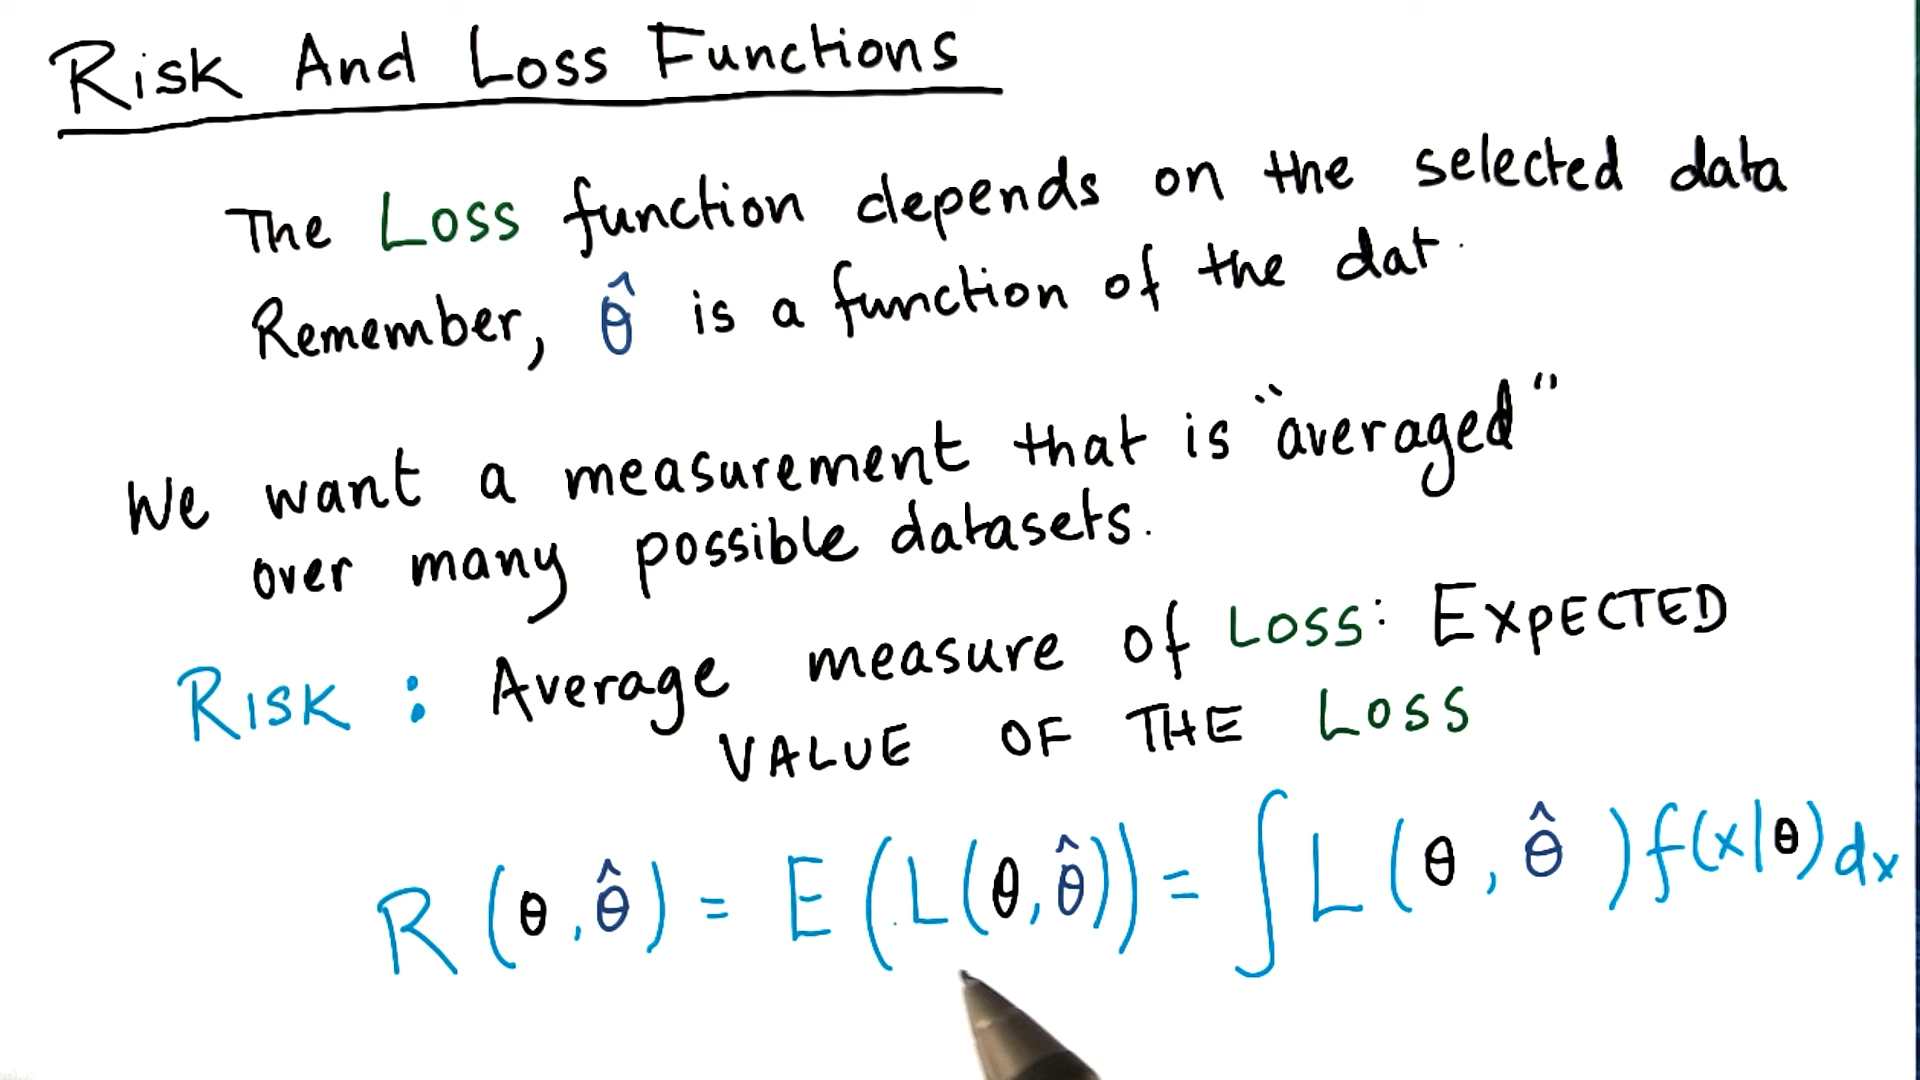 Risk And Loss Functions
The Loss function depends on the selected data
Remember, θ̂ is a function of the dat.
We want a measurement that is "averaged"
over many possible datasets.
Risk : Average measure of Loss: EXPECTED
VALUE OF THE LOSS
R(θ,θ̂) = E(L(θ,θ̂)) = ∫L(θ,θ̂)f(x|θ)dx